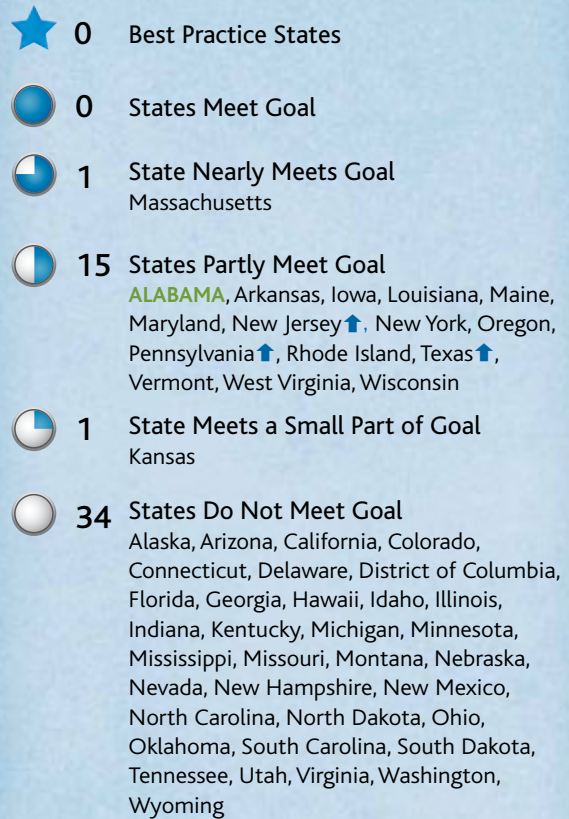 0 Best Practice States
0 States Meet Goal
1 State Nearly Meets Goal
Massachusetts
15 States Partly Meet Goal
ALABAMA, Arkansas, Iowa, Louisiana, Maine,
Maryland, New Jersey⬆, New York, Oregon,
Pennsylvania⬆, Rhode Island, Texas⬆,
Vermont, West Virginia, Wisconsin
1 State Meets a Small Part of Goal
Kansas
34 States Do Not Meet Goal
Alaska, Arizona, California, Colorado,
Connecticut, Delaware, District of Columbia,
Florida, Georgia, Hawaii, Idaho, Illinois,
Indiana, Kentucky, Michigan, Minnesota,
Mississippi, Missouri, Montana, Nebraska,
Nevada, New Hampshire, New Mexico,
North Carolina, North Dakota, Ohio,
Oklahoma, South Carolina, South Dakota,
Tennessee, Utah, Virginia, Washington,
Wyoming